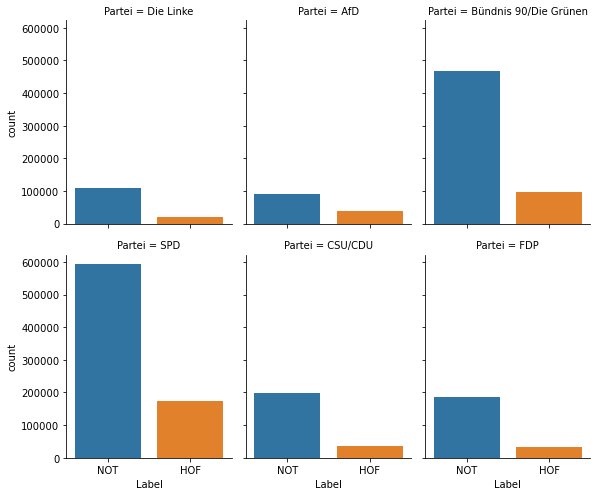 Partei = Die Linke
Partei = AfD
Partei = Bündnis 90/Die Grünen
600000
500000
400000
300000
200000
100000
0
count
Partei = SPD
Partei = CSU/CDU
Partei = FDP
600000
500000
400000
300000
200000
100000
0
count
NOT HOF
NOT HOF
NOT HOF
Label
Label
Label